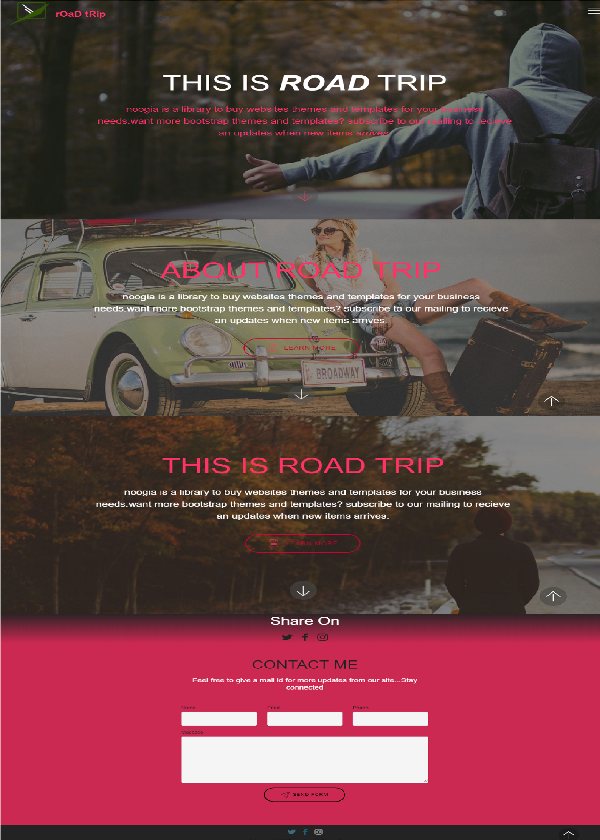 rOaD tRip
THIS IS ROAD TRIP
noogia is a library to buy websites themes and templates for your business
needs.want more bootstrap themes and templates? subscribe to our mailing to recieve
an updates when new items arrives.
ABOUT ROAD TRIP
noogia is a library to buy websites themes and templates for your business
needs.want more bootstrap themes and templates? subscribe to our mailing to recieve
an updates when new items arrives.
LEARN MORE
BROADWAY
THIS IS ROAD TRIP
noogia is a library to buy websites themes and templates for your business
needs.want more bootstrap themes and templates? subscribe to our mailing to recieve
an updates when new items arrives.
Share On
CONTACT ME
Feel free to give a mail id for more updates from our site...Stay
connected
Name Email Phone
Message
SEND FORM